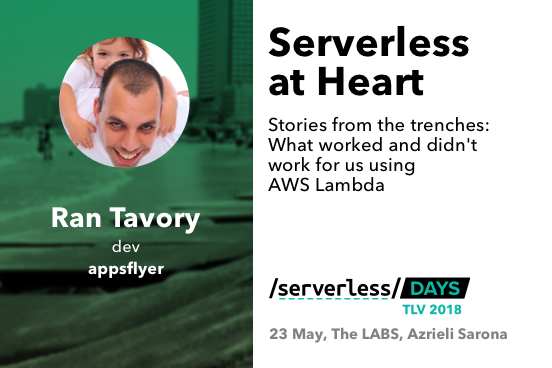 Ran Tavory
dev
appsflyer
Serverless
at Heart
Stories from the trenches:
What worked and didn't
work for us using
AWS Lambda
/serverless/DAYS
TLV 2018
23 May, The LABS, Azrieli Sarona